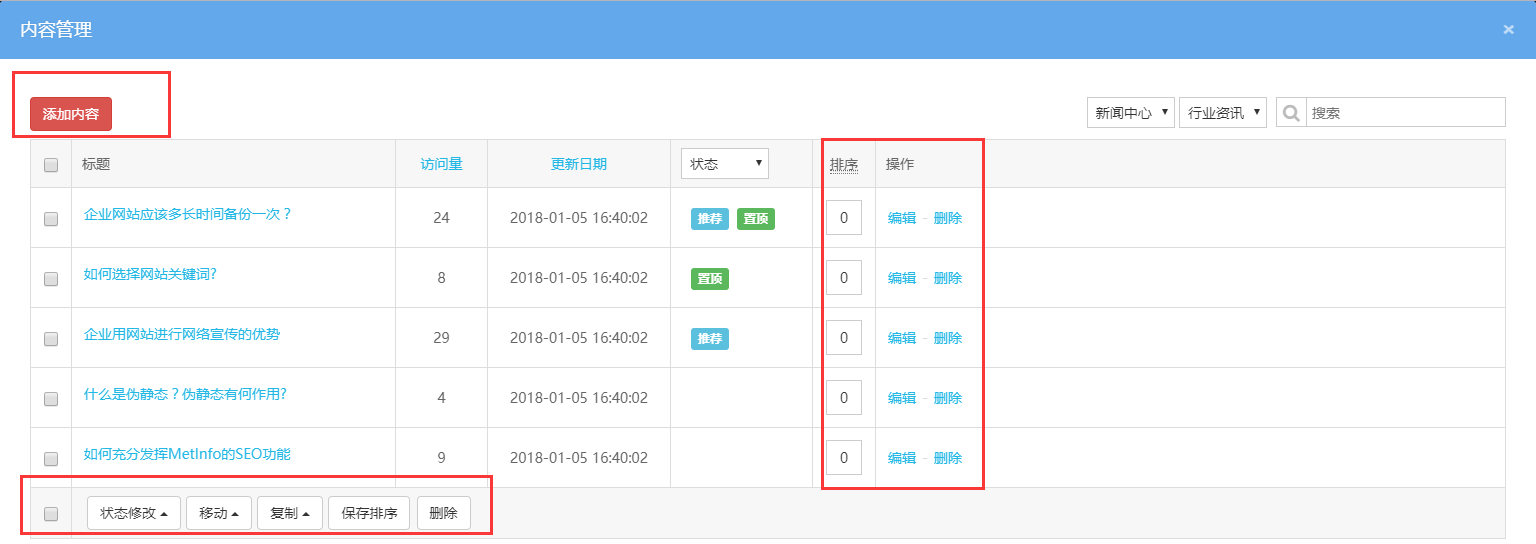 内容管理 ×
添加内容 新闻中心 行业资讯 搜索
标题 访问量 更新日期 状态 排序 操作
企业网站应该多长时间备份一次？ 24 2018-01-05 16:40:02 推荐 置顶 0 编辑 - 删除
如何选择网站关键词? 8 2018-01-05 16:40:02 置顶 0 编辑 - 删除
企业用网站进行网络宣传的优势 29 2018-01-05 16:40:02 推荐 0 编辑 - 删除
什么是伪静态？伪静态有何作用? 4 2018-01-05 16:40:02 0 编辑 - 删除
如何充分发挥MetInfo的SEO功能 9 2018-01-05 16:40:02 0 编辑 - 删除
状态修改 移动 复制 保存排序 删除